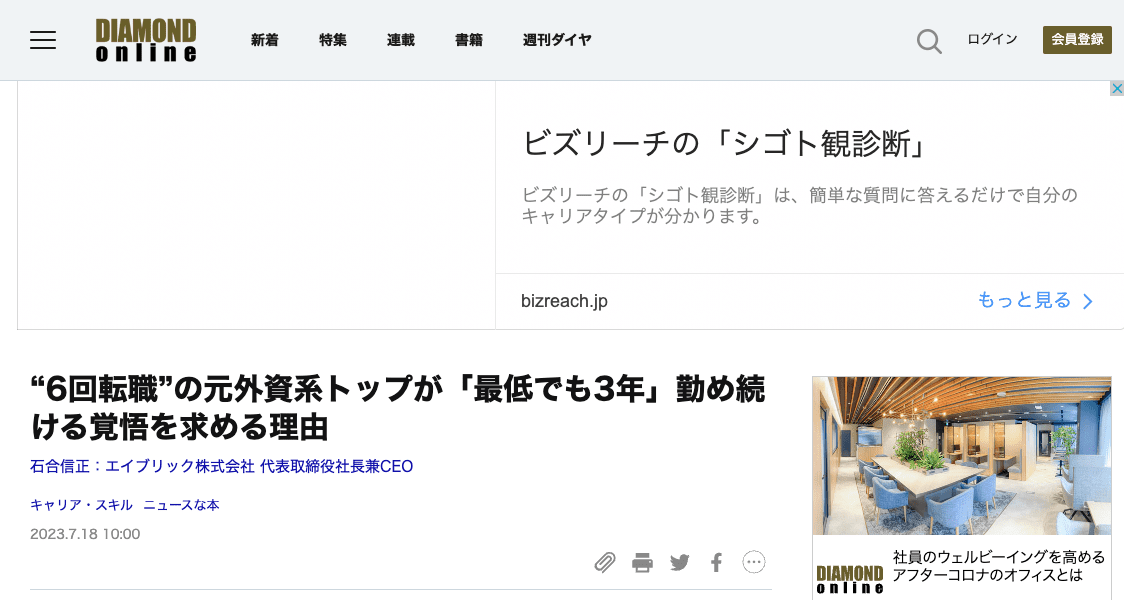 DIAMOND
online
新着
特集
連載
書籍
週刊ダイヤ
ログイン
会員登録
ビズリーチの「シゴト観診断」
ビズリーチの「シゴト観診断」は、簡単な質問に答えるだけで自分の
キャリアタイプが分かります。
bizreach.jp
もっと見る
“6回転職”の元外資系トップが「最低でも3年」勤め続
ける覚悟を求める理由
石合信正：エイブリック株式会社 代表取締役社長兼CEO
キャリア・スキル ニュースな本
2023.7.18 10:00
DIAMOND
online
社員のウェルビーイングを高める
アフターコロナのオフィスとは